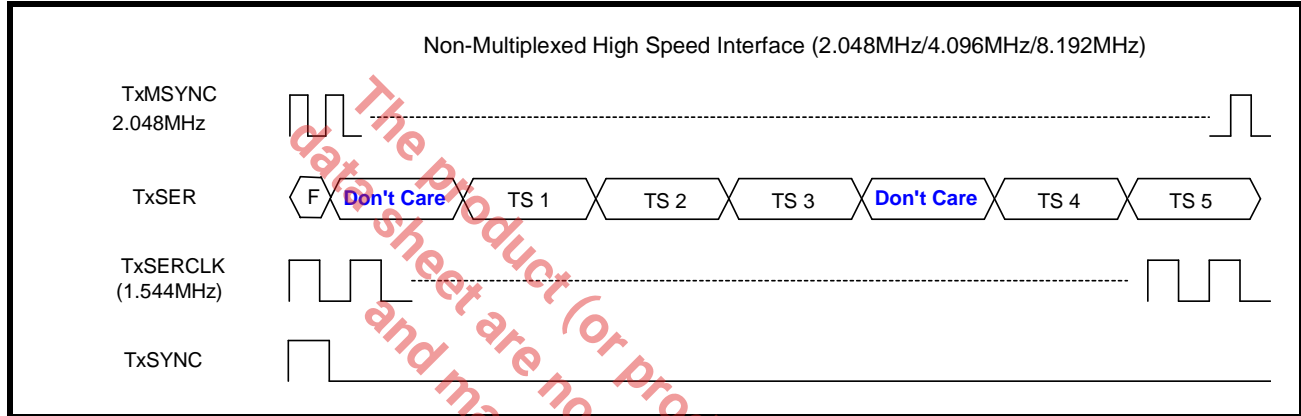 Non-Multiplexed High Speed Interface (2.048MHz/4.096MHz/8.192MHz)
TxMSYNC
2.048MHz
TxSER
F
Don't Care
TS 1
TS 2
TS 3
Don't Care
TS 4
TS 5
TxSERCLK
(1.544MHz)
TxSYNC
The product (or pro
data sheet are no
and ma